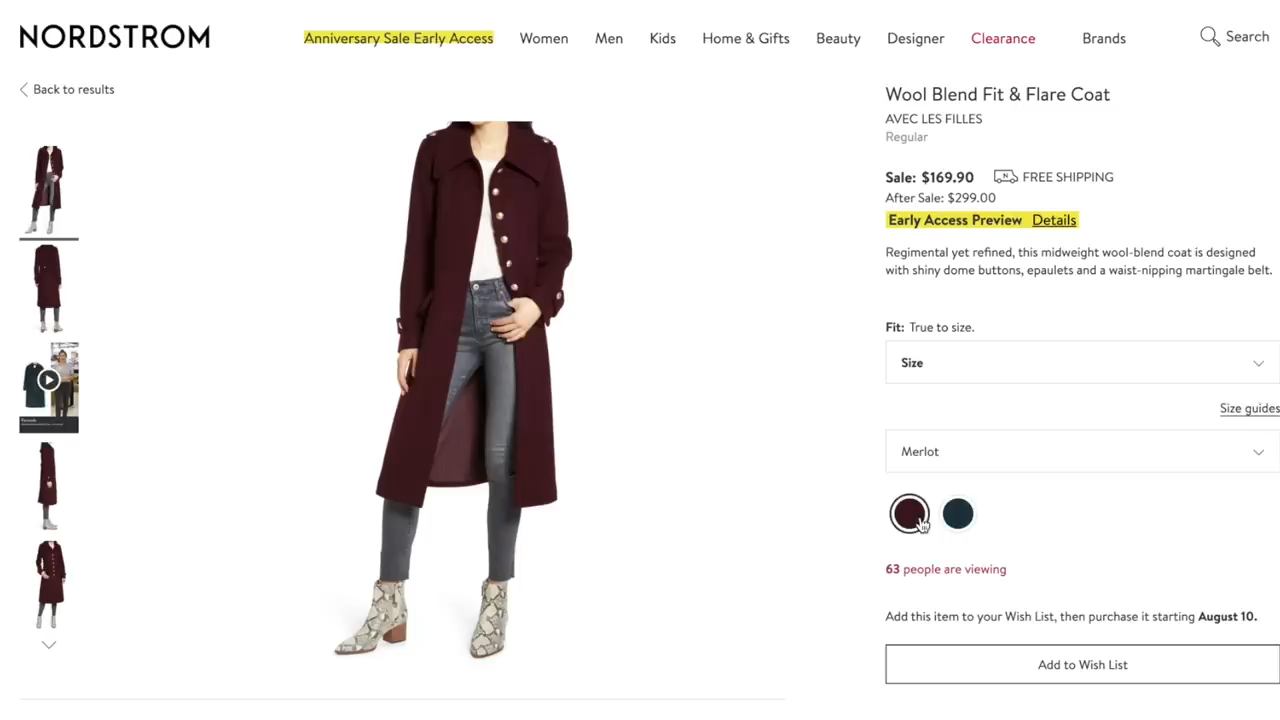 NORDSTROM
Anniversary Sale Early Access
Women
Men
Kids
Home & Gifts
Beauty
Designer
Clearance
Brands
Search
Back to results
Wool Blend Fit & Flare Coat
AVEC LES FILLES
Regular
Sale: $169.90
N
FREE SHIPPING
After Sale: $299.00
Early Access Preview Details
Regimental yet refined, this midweight wool-blend coat is designed
with shiny dome buttons, epaulets and a waist-nipping martingale belt.
Fit: True to size.
Size
Size guides
Merlot
63 people are viewing
Add this item to your Wish List, then purchase it starting August 10.
Add to Wish List